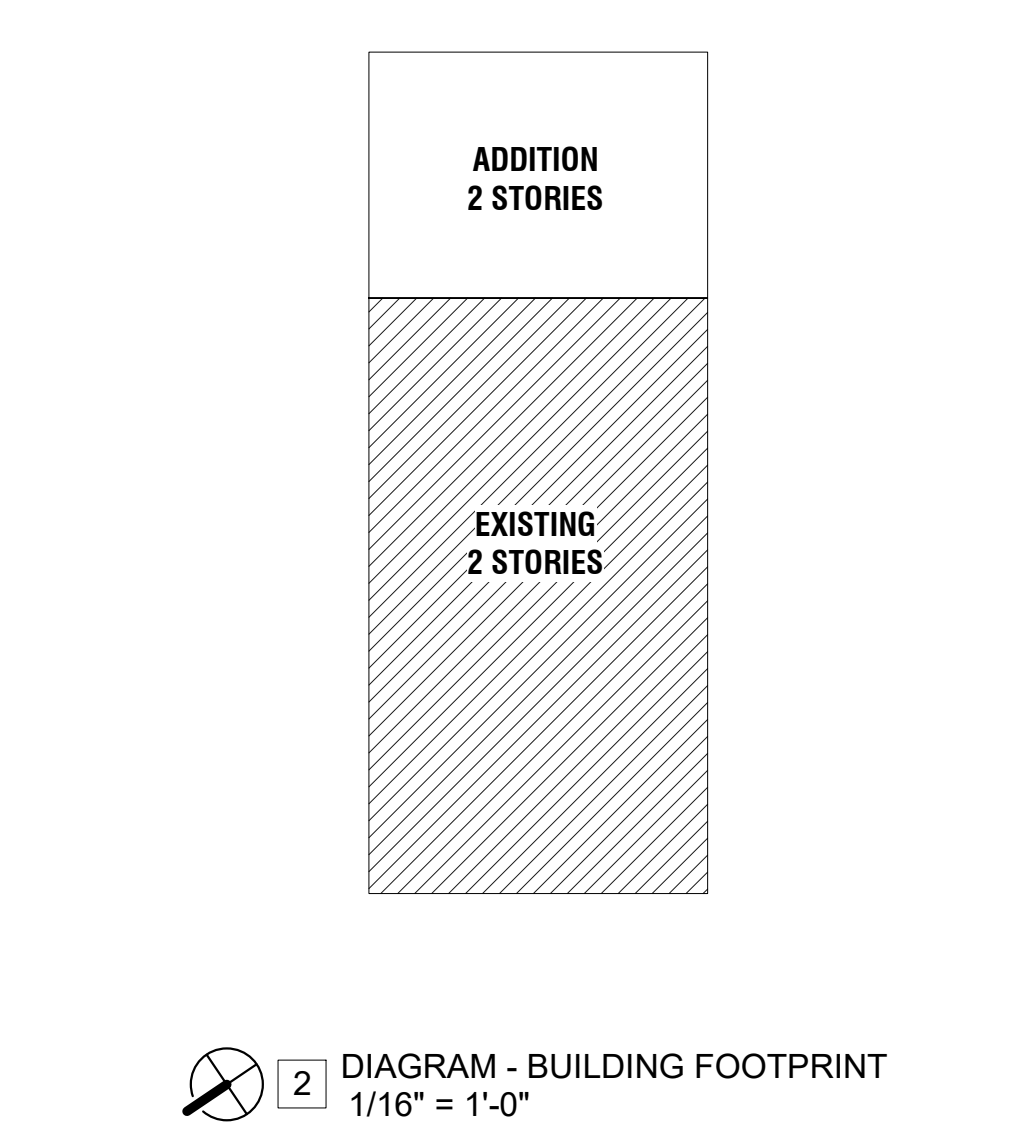 ADDITION
2 STORIES
EXISTING
2 STORIES
2
DIAGRAM - BUILDING FOOTPRINT
1/16" = 1'-0"